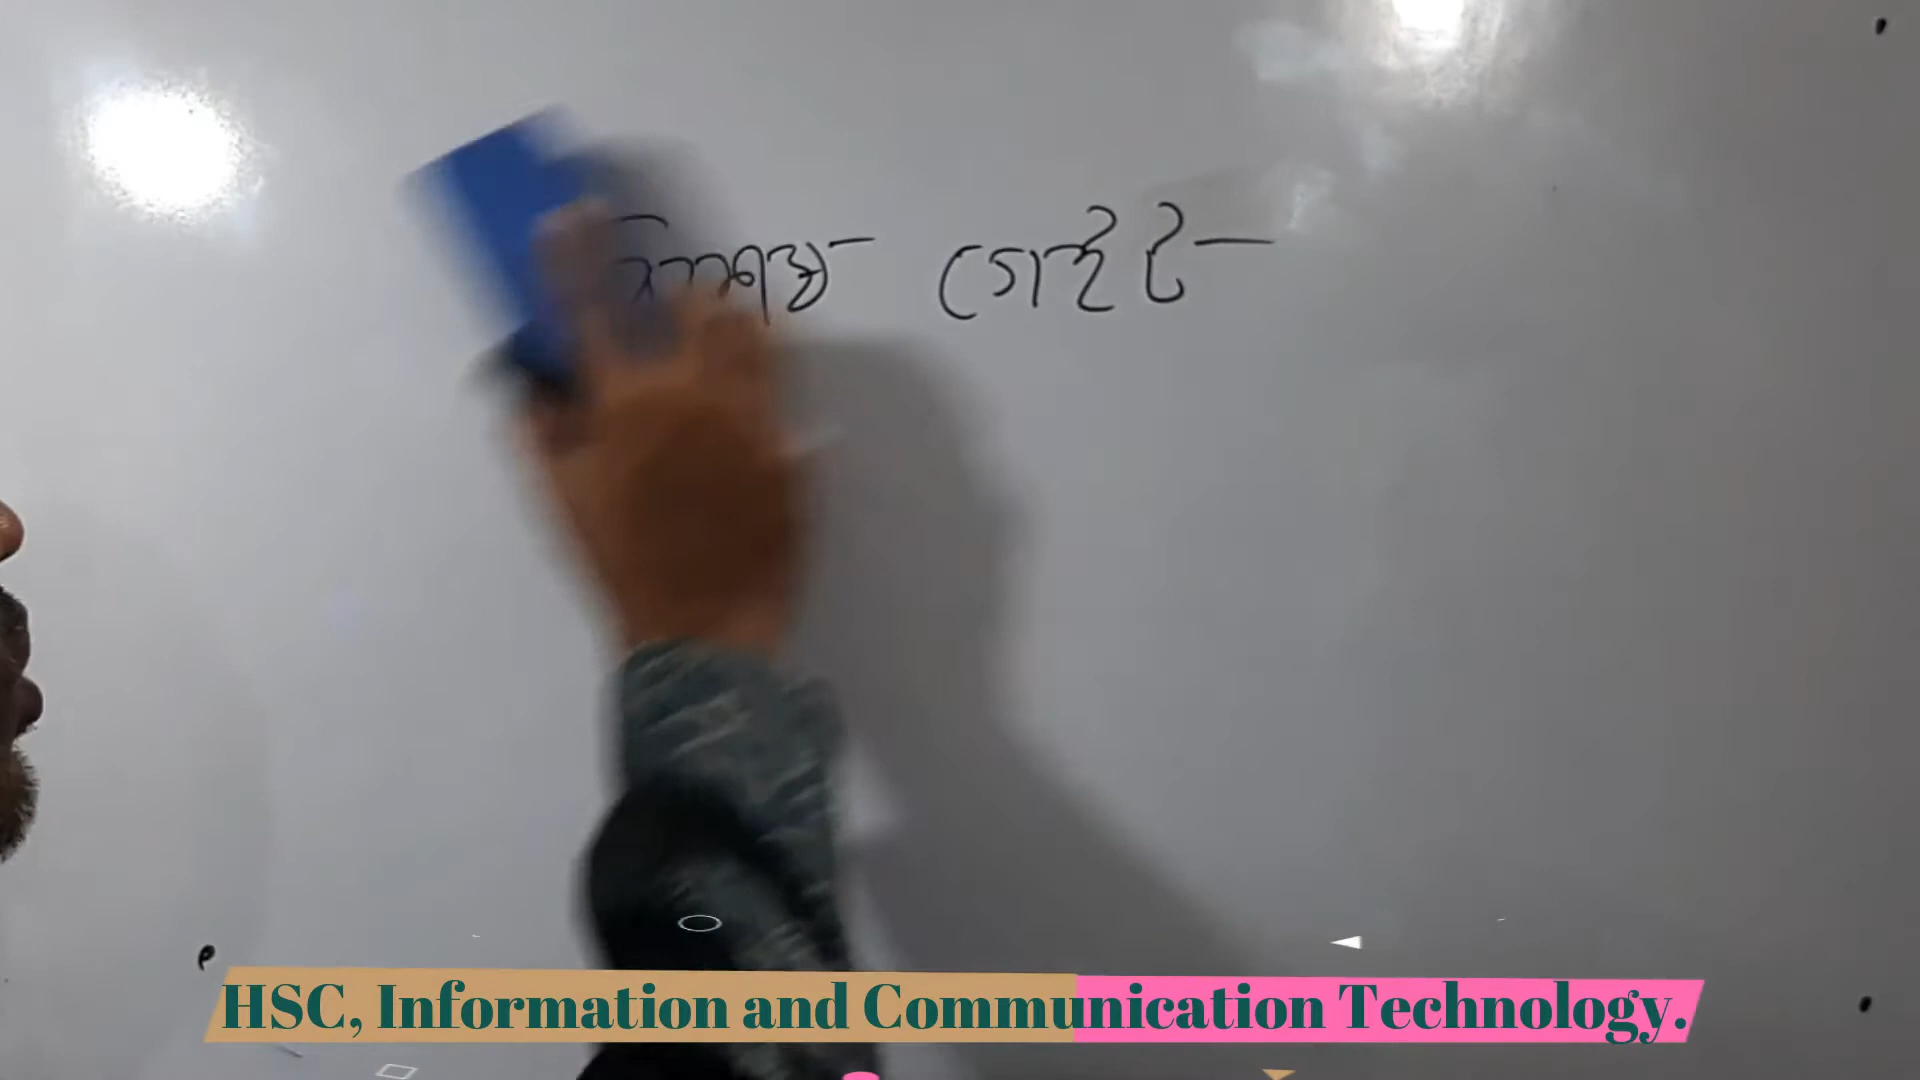 গেইট
HSC, Information and Communication Technology.